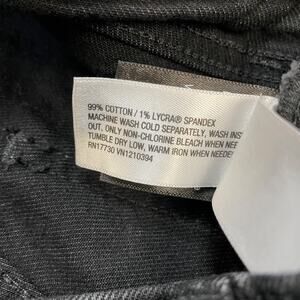 99% COTTON / 1% LYCRA® SPANDEX
MACHINE WASH COLD SEPARATELY, WASH INS
OUT, ONLY NON-CHLORINE BLEACH WHEN NEE
TUMBLE DRY LOW, WARM IRON WHEN NEEDE
RN17730 VN1210394